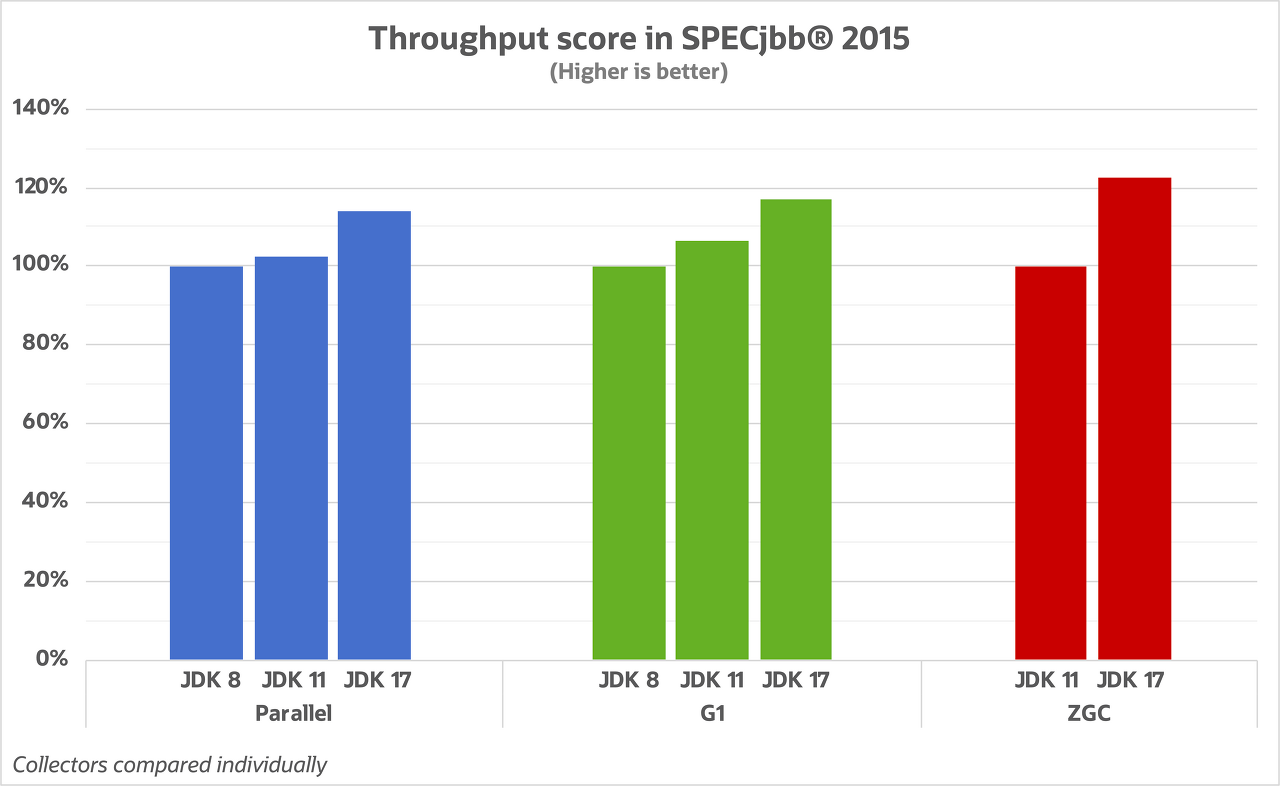 Throughput score in SPECjbb® 2015
(Higher is better)
140%
120%
100%
80%
60%
40%
20%
0%
JDK 8 JDK 11 JDK 17 JDK 8 JDK 11 JDK 17 JDK 11 JDK 17
Parallel G1 ZGC
Collectors compared individually